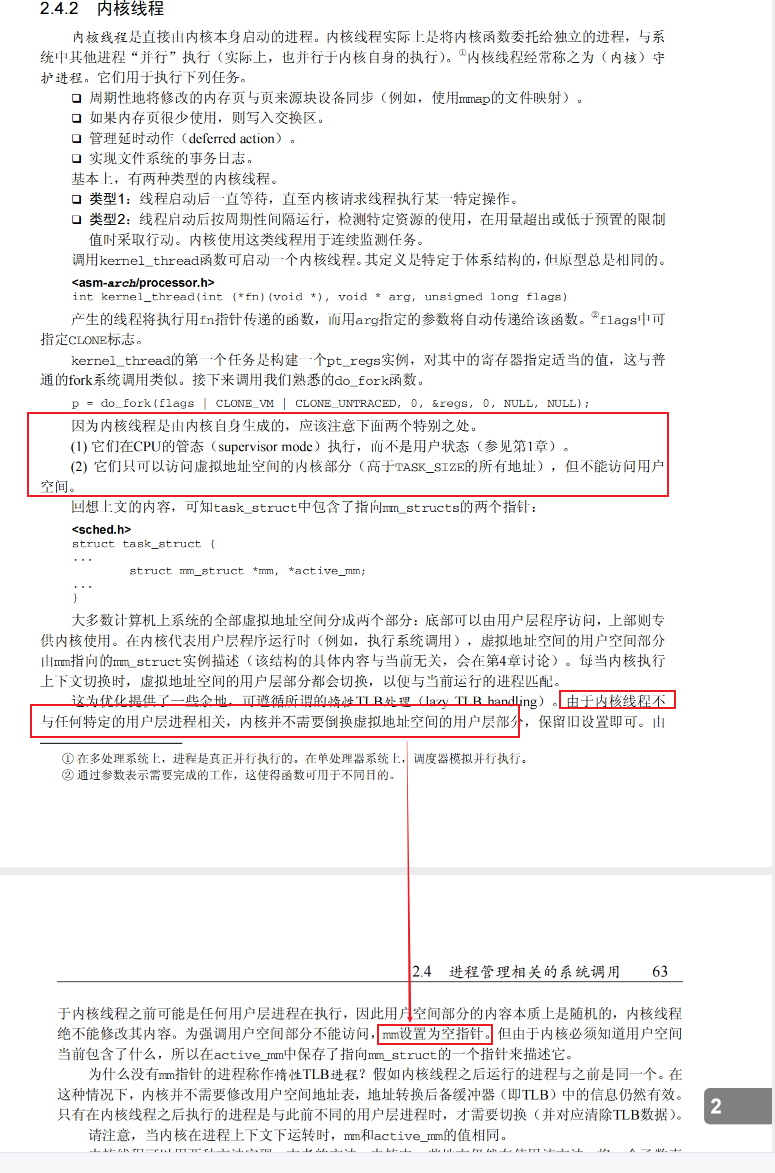 2.4.2 内核线程
内核线程是直接由内核本身启动的进程。内核线程实际上是将内核函数委托给独立的进程，与系
统中其他进程“并行”执行（实际上，也并行于内核自身的执行）。①内核线程经常称之为（内核）守
护进程。它们用于执行下列任务。
❑ 周期性地将修改的内存页与页来源块设备同步（例如，使用mmap的文件映射）。
❑ 如果内存页很少使用，则写入交换区。
❑ 管理延时动作（deferred action）。
❑ 实现文件系统的事务日志。
基本上，有两种类型的内核线程。
❑ 类型1：线程启动后一直等待，直至内核请求线程执行某一特定操作。
❑ 类型2：线程启动后按周期性间隔运行，检测特定资源的使用，在用量超出或低于预置的限制
值时采取行动。内核使用这类线程用于连续监测任务。
调用kernel_thread函数可启动一个内核线程。其定义是特定于体系结构的，但原型总是相同的。
<asm-arch/processor.h>
int kernel_thread(int (*fn)(void *), void * arg, unsigned long flags)
产生的线程将执行用fn指针传递的函数，而用arg指定的参数将自动传递给该函数。②flags中可
指定CLONE标志。
kernel_thread的第一个任务是构建一个pt_regs实例，对其中的寄存器指定适当的值，这与普
通的fork系统调用类似。接下来调用我们熟悉的do_fork函数。
p = do_fork(flags | CLONE_VM | CLONE_UNTRACED, 0, &regs, 0, NULL, NULL);
因为内核线程是由内核自身生成的，应该注意下面两个特别之处。
(1) 它们在CPU的管态（supervisor mode）执行，而不是用户状态（参见第1章）。
(2) 它们只可以访问虚拟地址空间的内核部分（高于TASK_SIZE的所有地址），但不能访问用户
空间。
回想上文的内容，可知task_struct中包含了指向mm_structs的两个指针：
<sched.h>
struct task_struct {
...
struct mm_struct *mm, *active_mm;
...
}
大多数计算机上系统的全部虚拟地址空间分成两个部分：底部可以由用户层程序访问，上部则专
供内核使用。在内核代表用户层程序运行时（例如，执行系统调用），虚拟地址空间的用户空间部分
由mm指向的mm_struct实例描述（该结构的具体内容与当前无关，会在第4章讨论）。每当内核执行
上下文切换时，虚拟地址空间的用户层部分都会切换，以便与当前运行的进程匹配。
这为优化提供了一些余地，可遵循所谓的惰性TLB处理（lazy TLB handling）。由于内核线程不
与任何特定的用户层进程相关，内核并不需要倒换虚拟地址空间的用户层部分，保留旧设置即可。由
① 在多处理系统上，进程是真正并行执行的。在单处理器系统上，调度器模拟并行执行。
② 通过参数表示需要完成的工作，这使得函数可用于不同目的。
2.4 进程管理相关的系统调用 63
于内核线程之前可能是任何用户层进程在执行，因此用户空间部分的内容本质上是随机的，内核线程
绝不能修改其内容。为强调用户空间部分不能访问，mm设置为空指针。但由于内核必须知道用户空间
当前包含了什么，所以在active_mm中保存了指向mm_struct的一个指针来描述它。
为什么没有mm指针的进程称作惰性TLB进程？假如内核线程之后运行的进程与之前是同一个。在
这种情况下，内核并不需要修改用户空间地址表，地址转换后备缓冲器（即TLB）中的信息仍然有效。
只有在内核线程之后执行的进程是与此前不同的用户层进程时，才需要切换（并对应清除TLB数据）。
2
请注意，当内核在进程上下文下运转时，mm和active_mm的值相同。